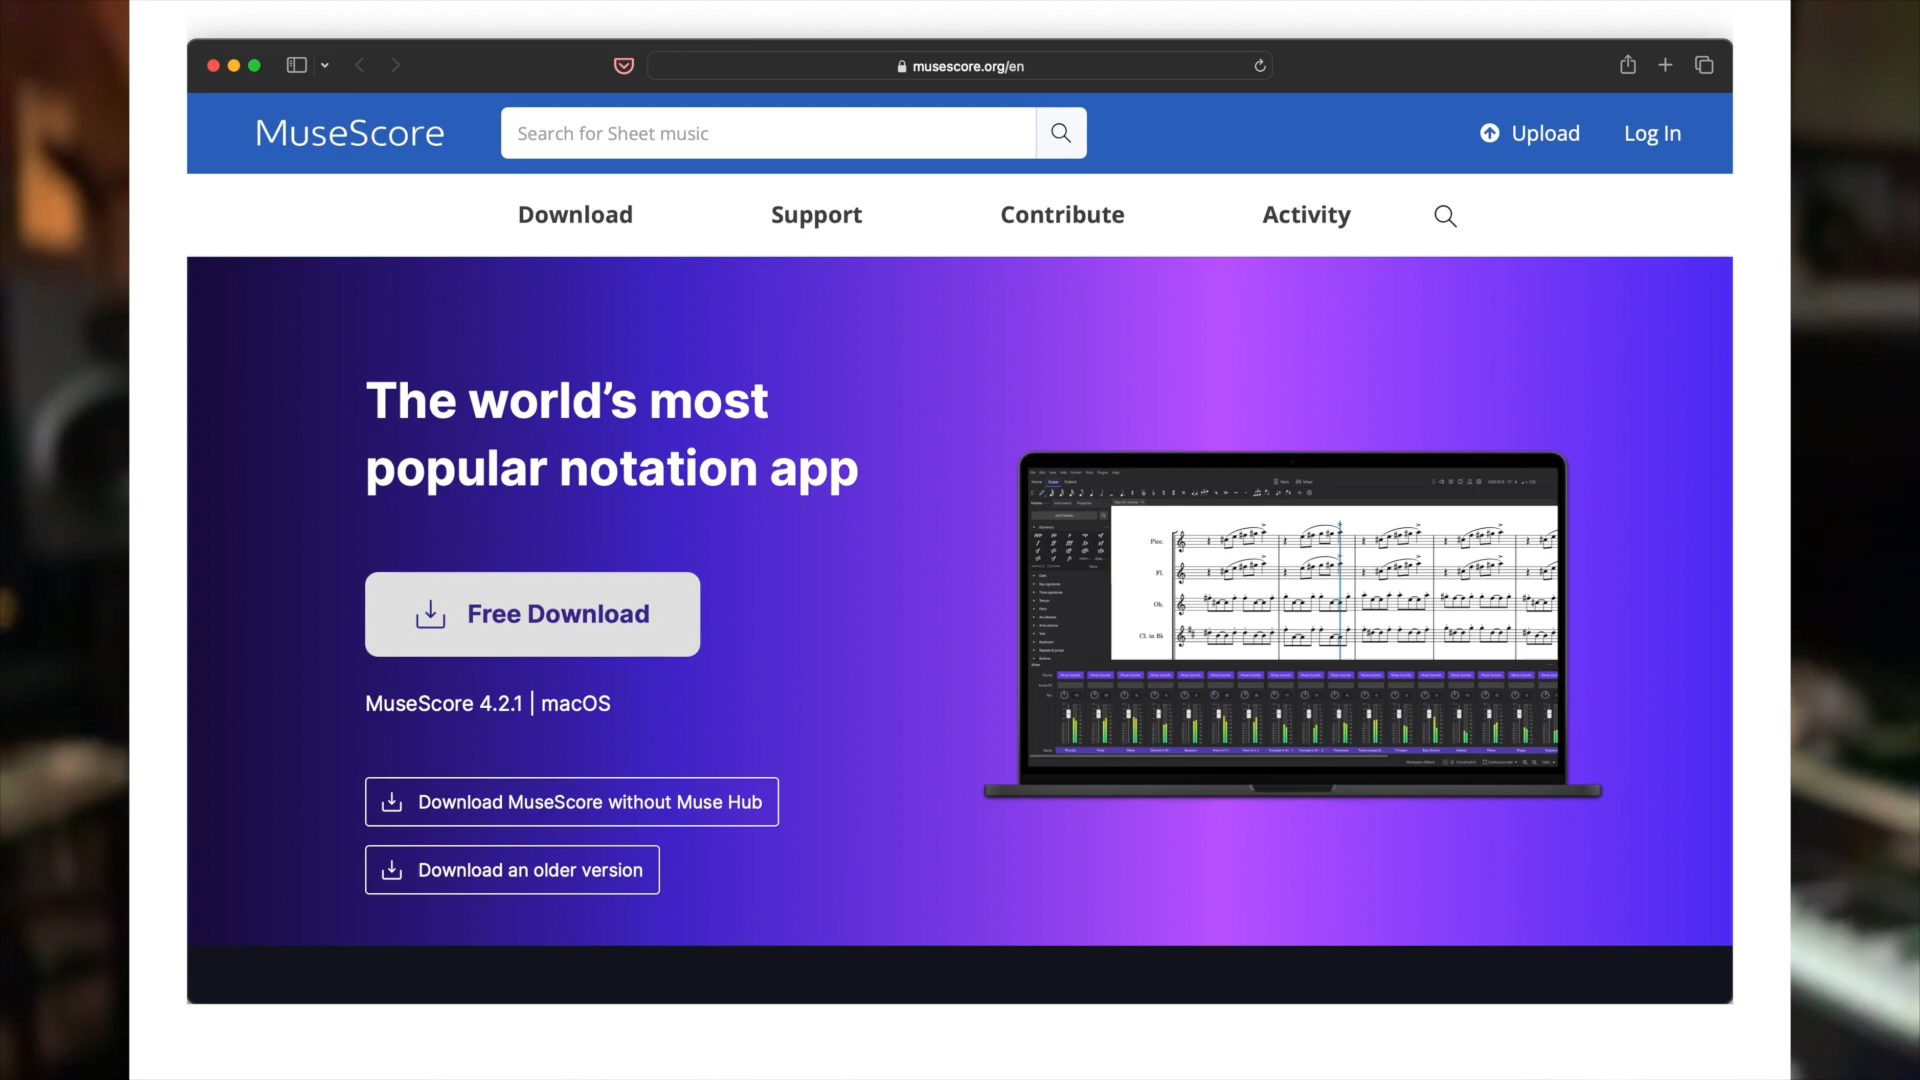 musescore.org/en
MuseScore
Search for Sheet music
Upload
Log In
Download
Support
Contribute
Activity
The world's most
popular notation app
Free Download
MuseScore 4.2.1 | macOS
Download MuseScore without Muse Hub
Download an older version
Picc.
Fl.
Ob.
Cl. in B♭